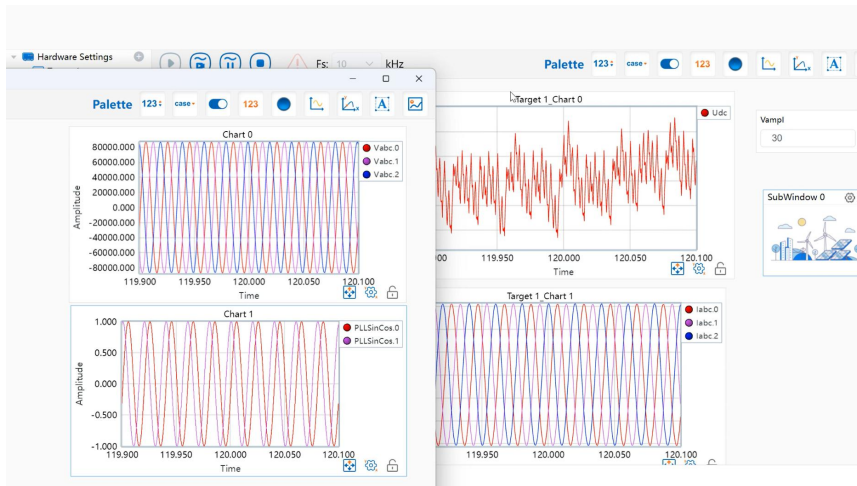 Hardware Settings
Fs: 10 kHz
Palette 123 case 123 A
Palette 123 case 123 A
Target 1_Chart 0
Udc
Vampl
30
SubWindow 0
Chart 0
Amplitude
80000.000
60000.000
40000.000
20000.000
0.000
-20000.000
-40000.000
-60000.000
-80000.000
119.900 119.950 120.000 120.050 120.100
Time
Vabc.0
Vabc.1
Vabc.2
00 119.950 120.000 120.050 120.100
Time
Chart 1
Amplitude
1.000
0.500
0.000
-0.500
-1.000
119.900 119.950 120.000 120.050 120.100
Time
PLLSinCos.0
PLLSinCos.1
Target 1_Chart 1
Iabc.0
Iabc.1
Iabc.2
119.950 120.000 120.050 120.100
Time